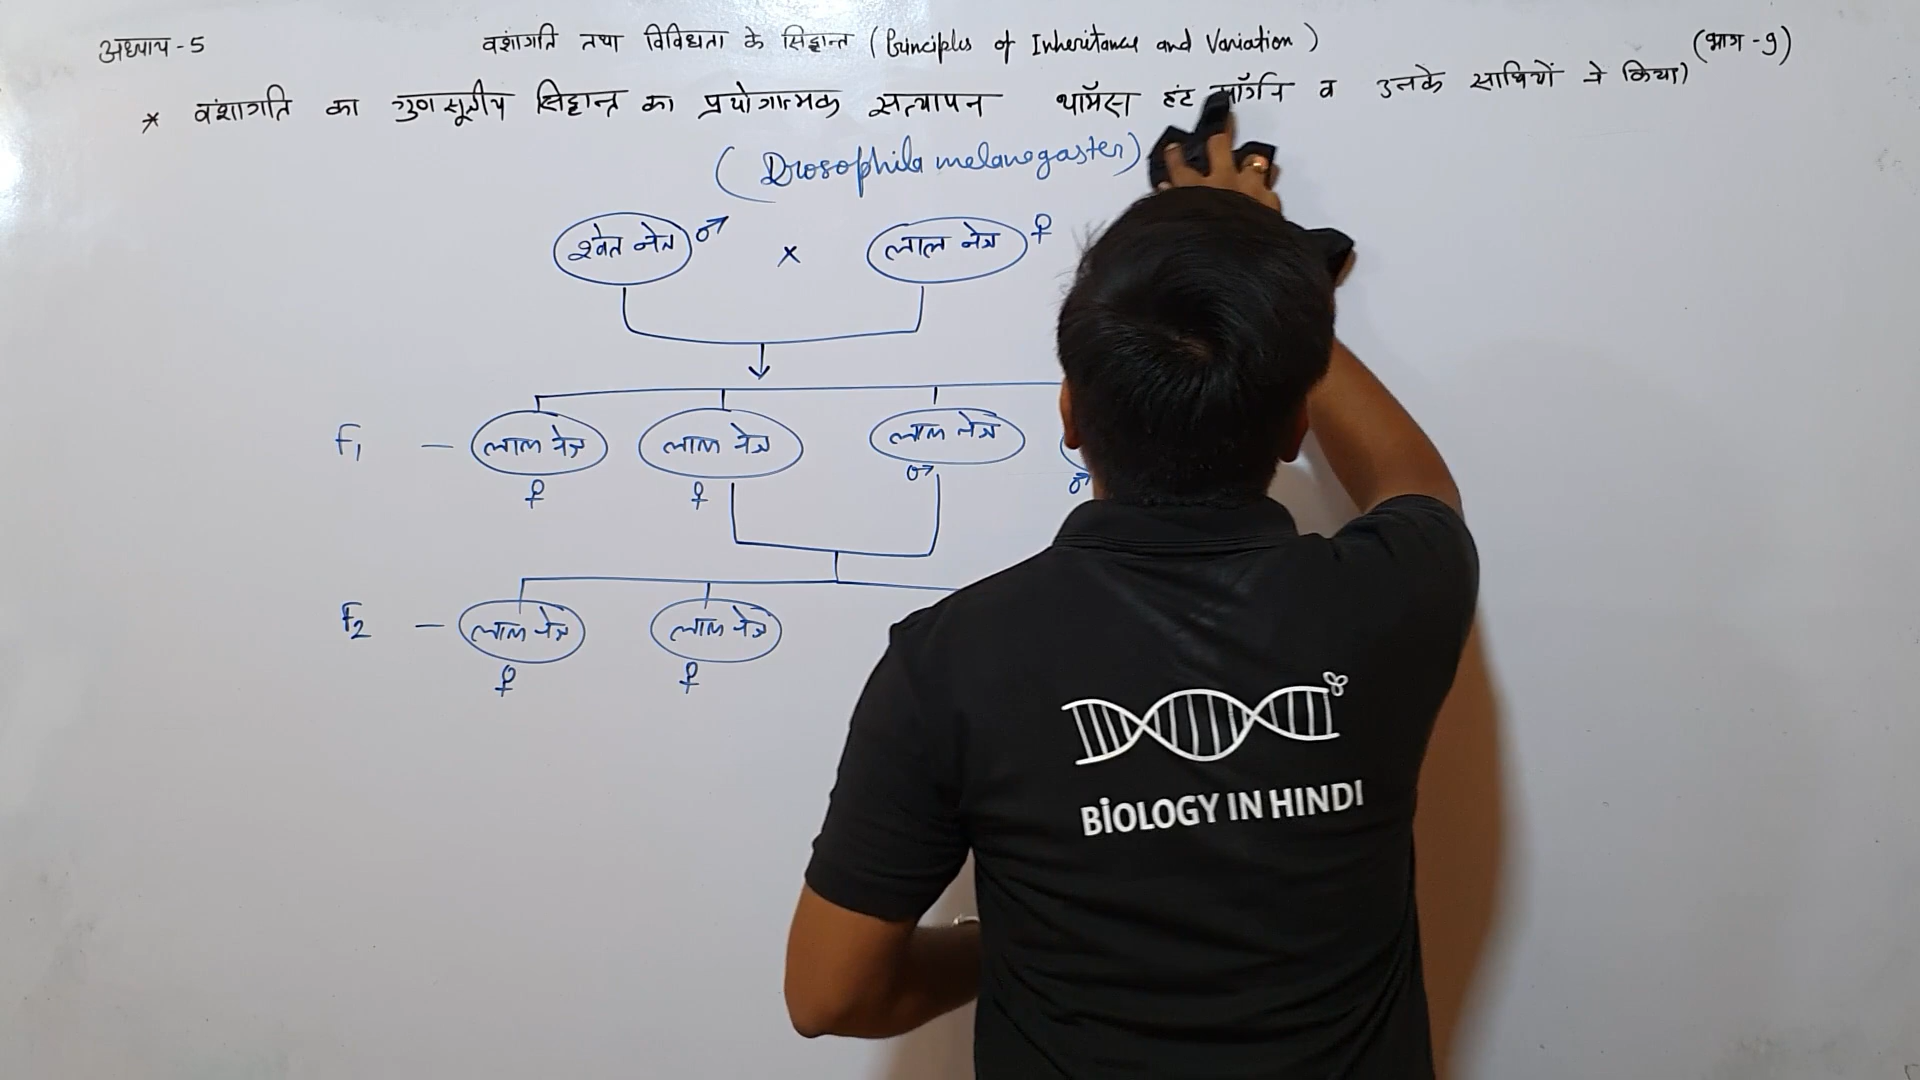 अध्याय - 5
वंशागति तथा विविधता के सिद्धान्त (Principles of Inheritance and Variation)
(भाग - 9)
* वंशागति का गुणसूत्रीय सिद्धान्त का प्रयोगात्मक सत्यापन थॉमस हंट मॉर्गन व उनके साथियों ने किया)
(Drosophila melanogaster)
श्वेत नेत्र ♂ x लाल नेत्र ♀
F1 - लाल नेत्र लाल नेत्र लाल नेत्र
♀ ♀ ♂ ♂
F2 - लाल नेत्र लाल नेत्र
♀ ♀
BiOLOGY IN HINDI